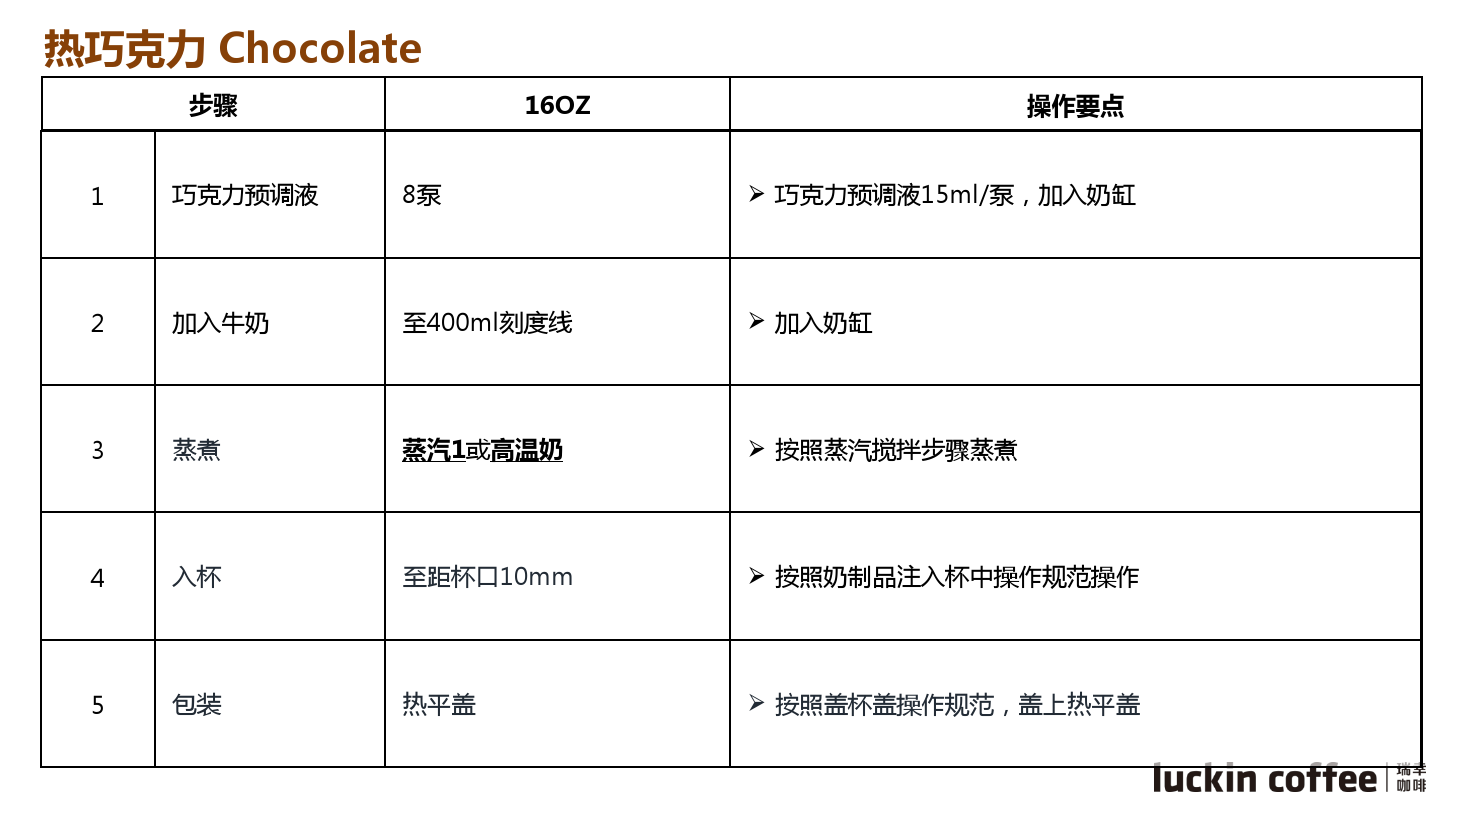 热巧克力 Chocolate
步骤 16OZ 操作要点
1 巧克力预调液 8泵 ➢ 巧克力预调液15ml/泵，加入奶缸
2 加入牛奶 至400ml刻度线 ➢ 加入奶缸
3 蒸煮 蒸汽1或高温奶 ➢ 按照蒸汽搅拌步骤蒸煮
4 入杯 至距杯口10mm ➢ 按照奶制品注入杯中操作规范操作
5 包装 热平盖 ➢ 按照盖杯盖操作规范，盖上热平盖
luckin coffee 瑞幸
咖啡